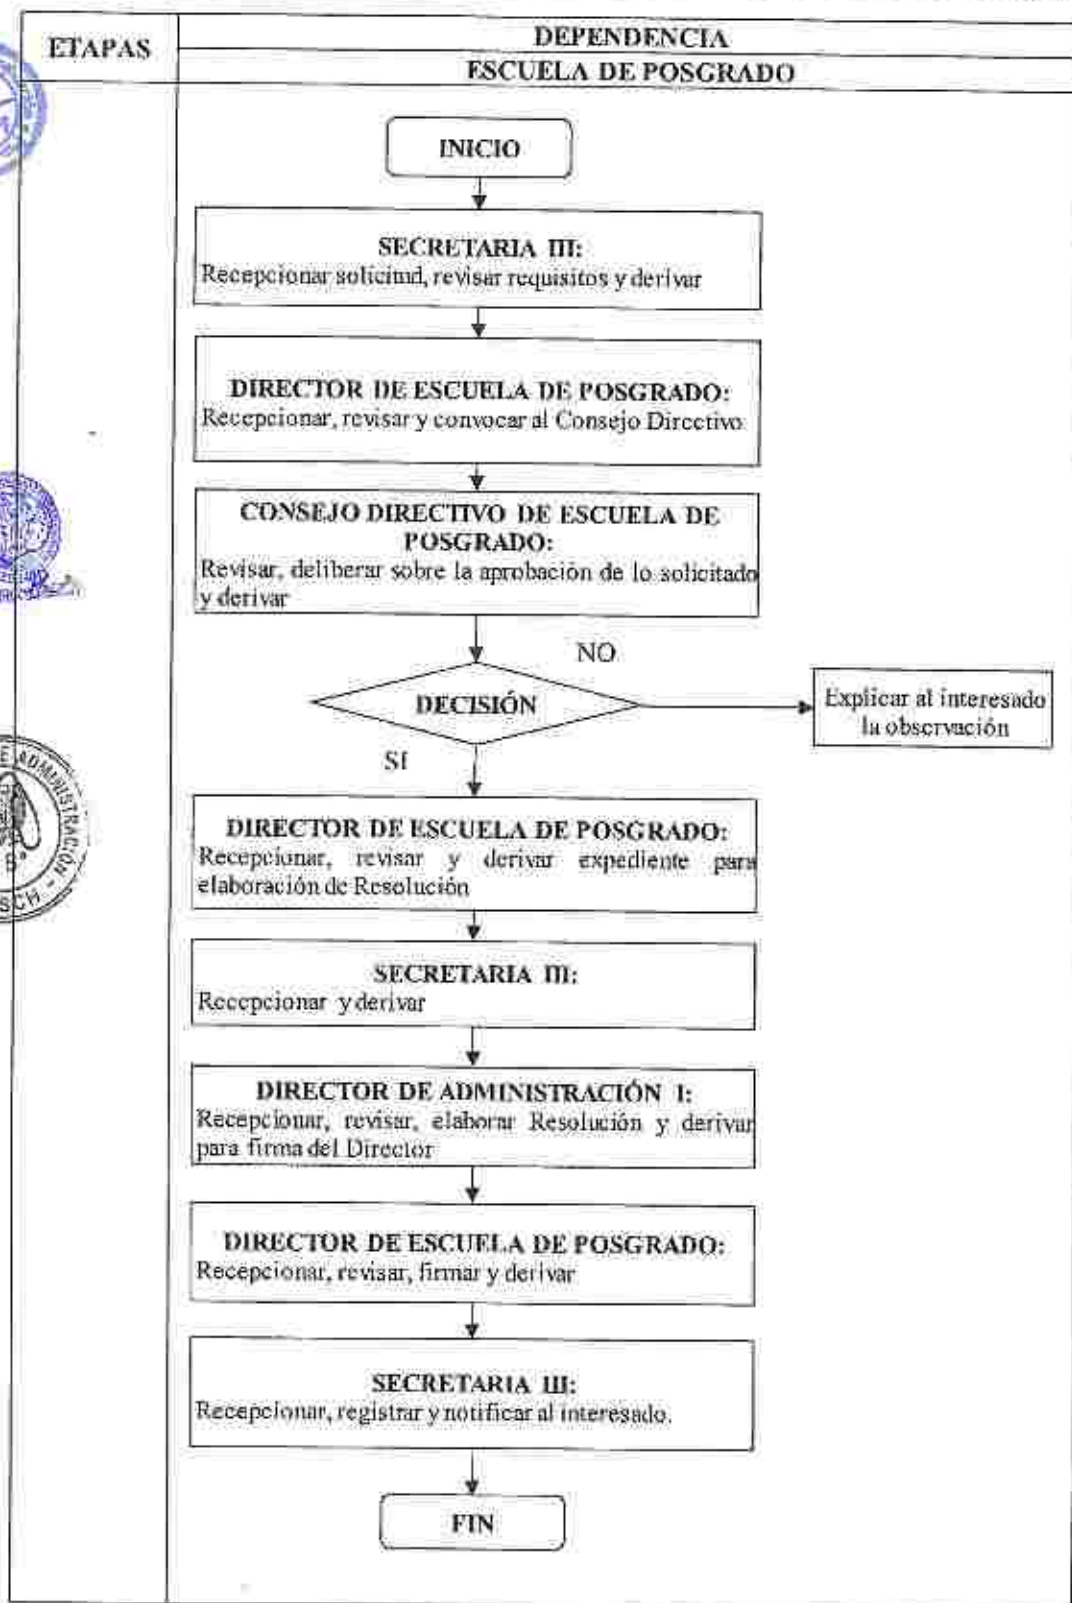 ETAPAS
DEPENDENCIA
ESCUELA DE POSGRADO
INICIO
SECRETARIA III:
Recepcionar solicitud, revisar requisitos y derivar
DIRECTOR DE ESCUELA DE POSGRADO:
Recepcionar, revisar y convocar al Consejo Directivo
CONSEJO DIRECTIVO DE ESCUELA DE
POSGRADO:
Revisar, deliberar sobre la aprobación de lo solicitado
y derivar
NO
DECISIÓN
Explicar al interesado
la observación
SI
DIRECTOR DE ESCUELA DE POSGRADO:
Recepcionar, revisar y derivar expediente para
elaboración de Resolución
SECRETARIA III:
Recepcionar y derivar
DIRECTOR DE ADMINISTRACIÓN I:
Recepcionar, revisar, elaborar Resolución y derivar
para firma del Director
DIRECTOR DE ESCUELA DE POSGRADO:
Recepcionar, revisar, firmar y derivar
SECRETARIA III:
Recepcionar, registrar y notificar al interesado.
FIN
ADMINISTRACIÓN -
SCH